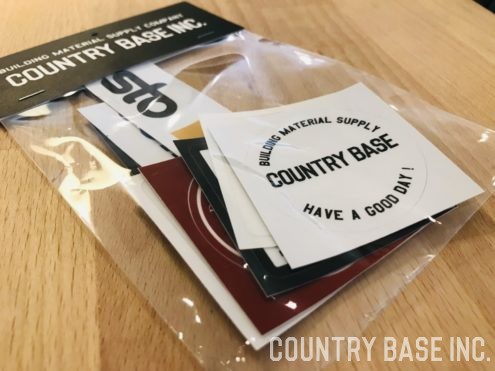 BUILDING MATERIAL SUPPLY COMPANY
COUNTRY BASE INC.
BUILDING MATERIAL SUPPLY
COUNTRY BASE
HAVE A GOOD DAY!
COUNTRY BASE INC.